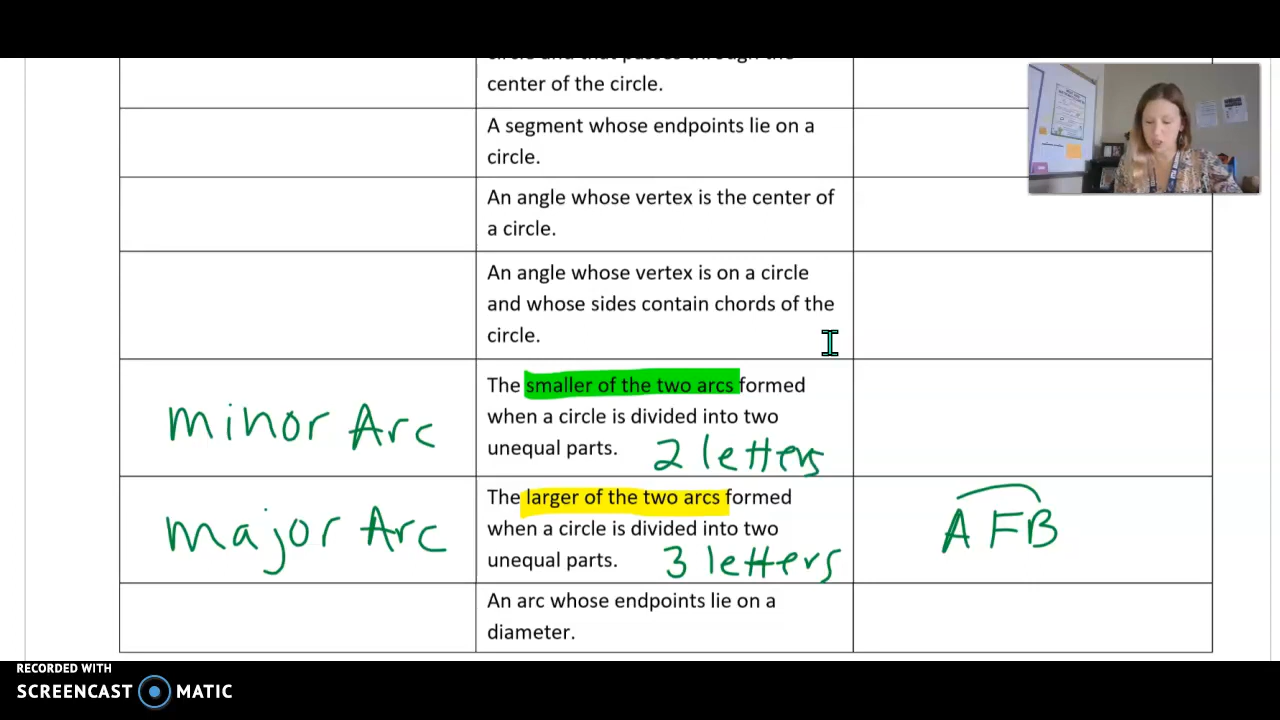 center of the circle.
A segment whose endpoints lie on a
circle.
An angle whose vertex is the center of
a circle.
An angle whose vertex is on a circle
and whose sides contain chords of the
circle.
minor Arc
The smaller of the two arcs formed
when a circle is divided into two
unequal parts. 2 letters
major Arc
The larger of the two arcs formed
when a circle is divided into two
unequal parts. 3 letters
AFB
An arc whose endpoints lie on a
diameter.
RECORDED WITH
SCREENCAST MATIC